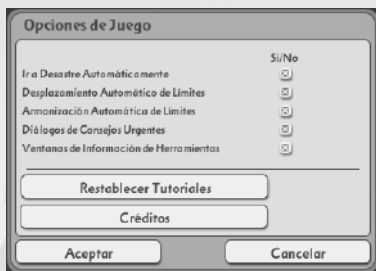 Opciones de Juego
Si/No
Ir a Desastre Automáticamente
Desplazamiento Automático de Límites
Armonización Automática de Límites
Diálogos de Consejos Urgentes
Ventanas de Información de Herramientas
Restablecer Tutoriales
Créditos
Aceptar
Cancelar